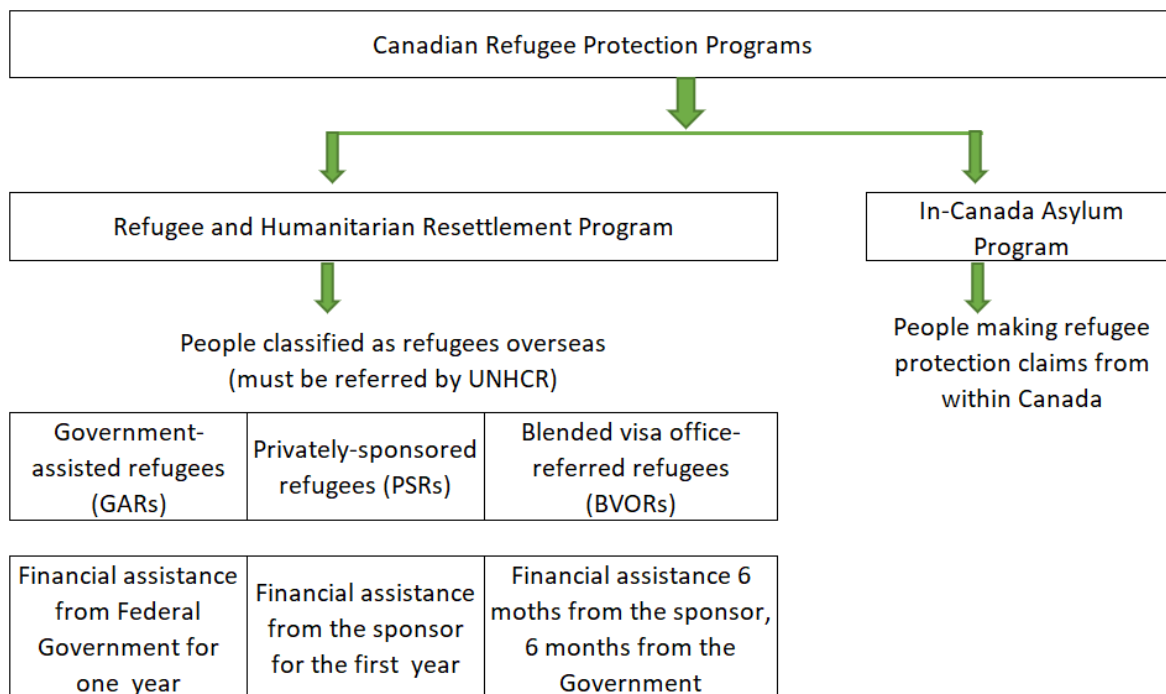 Canadian Refugee Protection Programs
Refugee and Humanitarian Resettlement Program
In-Canada Asylum
Program
People classified as refugees overseas
(must be referred by UNHCR)
People making refugee
protection claims from
within Canada
Government-
assisted refugees
(GARs)
Privately-sponsored
refugees (PSRs)
Blended visa office-
referred refugees
(BVORs)
Financial assistance
from Federal
Government for
one year
Financial assistance
from the sponsor
for the first year
Financial assistance 6
moths from the sponsor,
6 months from the
Government